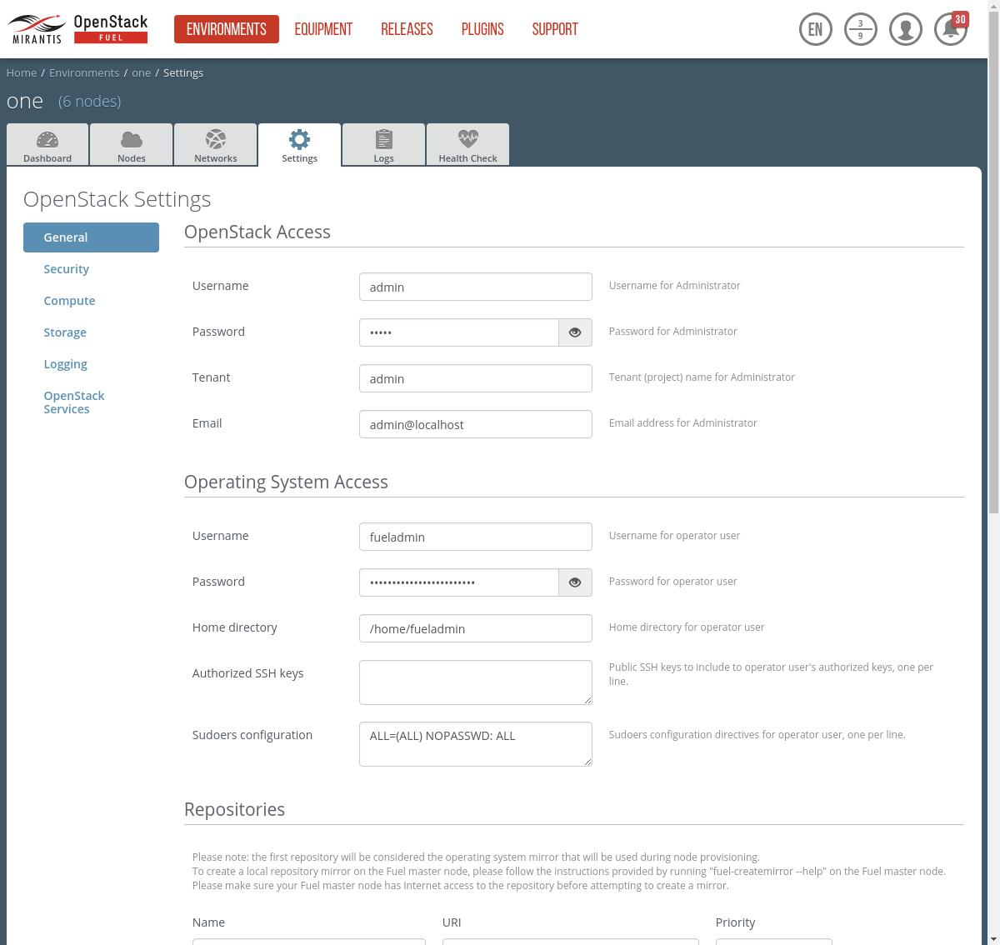 MIRANTIS
OpenStack
FUEL
ENVIRONMENTS EQUIPMENT RELEASES PLUGINS SUPPORT
EN
3
9
30
Home / Environments / one / Settings
one (6 nodes)
Dashboard Nodes Networks Settings Logs Health Check
OpenStack Settings
General
Security
Compute
Storage
Logging
OpenStack
Services
OpenStack Access
Username admin Username for Administrator
Password ••••• Password for Administrator
Tenant admin Tenant (project) name for Administrator
Email admin@localhost Email address for Administrator
Operating System Access
Username fueladmin Username for operator user
Password •••••••••••••••••••••••• Password for operator user
Home directory /home/fueladmin Home directory for operator user
Authorized SSH keys Public SSH keys to include to operator user's authorized keys, one per
line.
Sudoers configuration ALL=(ALL) NOPASSWD: ALL Sudoers configuration directives for operator user, one per line.
Repositories
Please note: the first repository will be considered the operating system mirror that will be used during node provisioning.
To create a local repository mirror on the Fuel master node, please follow the instructions provided by running "fuel-createmirror --help" on the Fuel master node.
Please make sure your Fuel master node has Internet access to the repository before attempting to create a mirror.
Name URI Priority